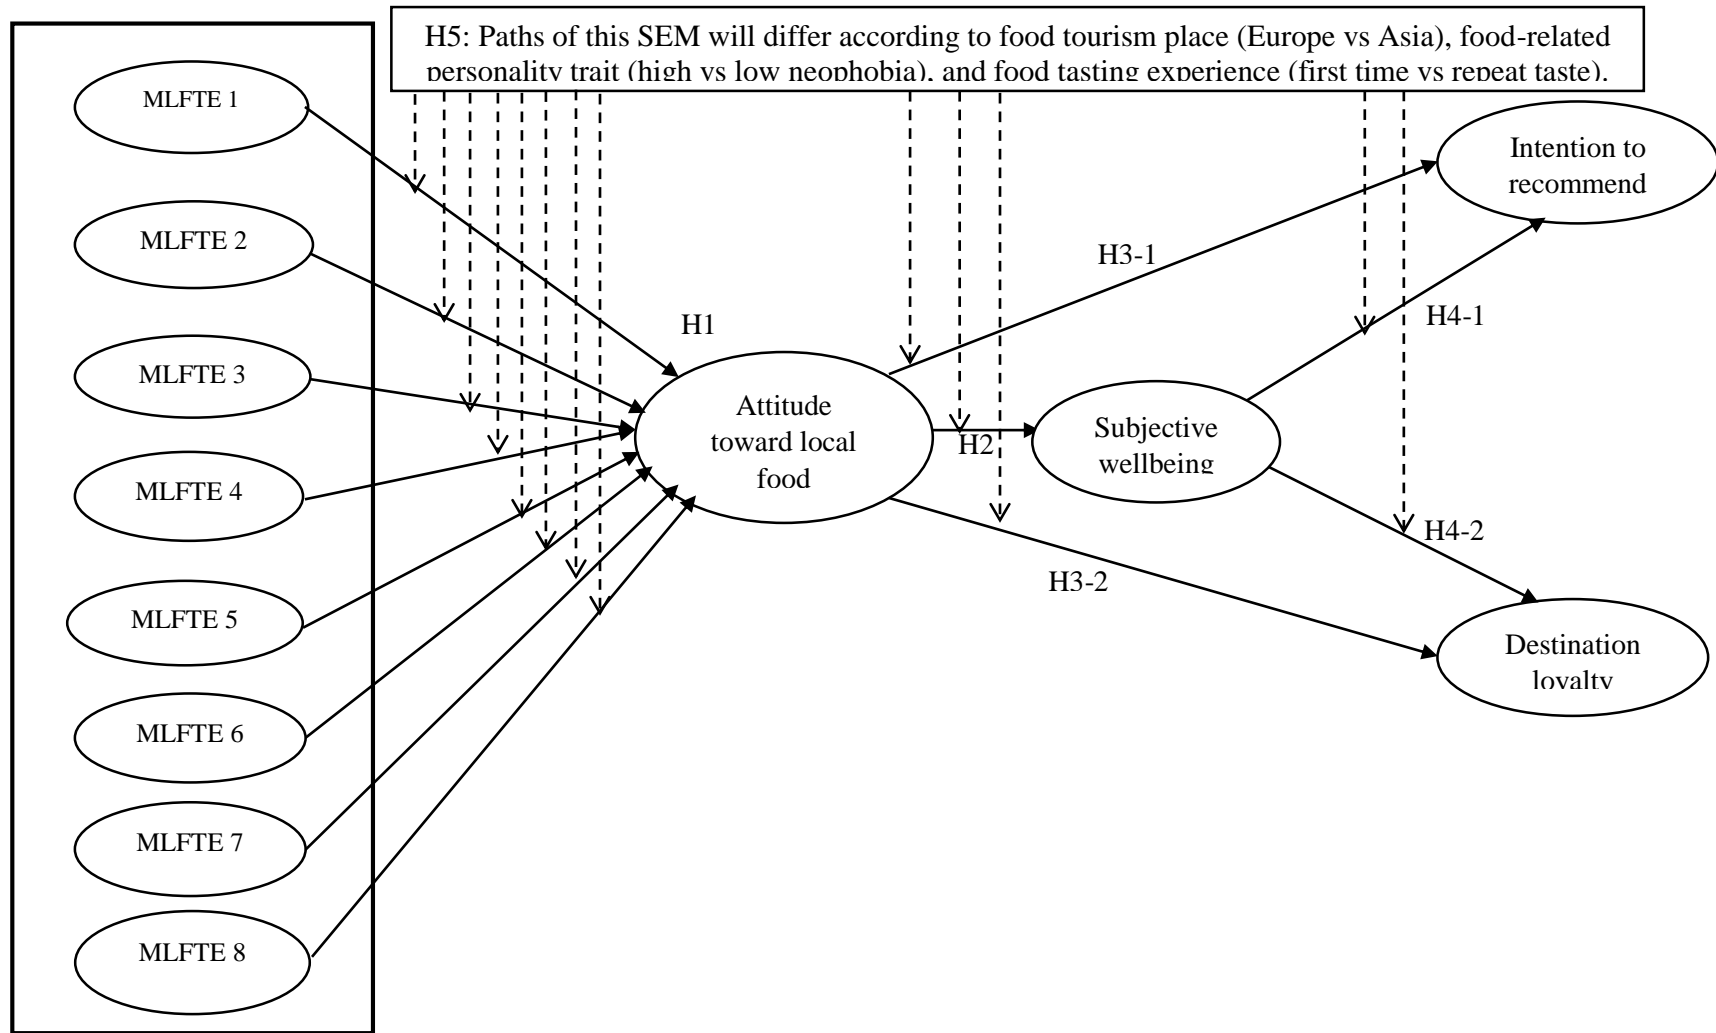 H5: Paths of this SEM will differ according to food tourism place (Europe vs Asia), food-related
personality trait (high vs low neophobia), and food tasting experience (first time vs repeat taste).
MLFTE 1
MLFTE 2
MLFTE 3
MLFTE 4
MLFTE 5
MLFTE 6
MLFTE 7
MLFTE 8
H1
Attitude
toward local
food
H2
Subjective
wellbeing
H3-1
H3-2
H4-1
H4-2
Intention to
recommend
Destination
loyalty